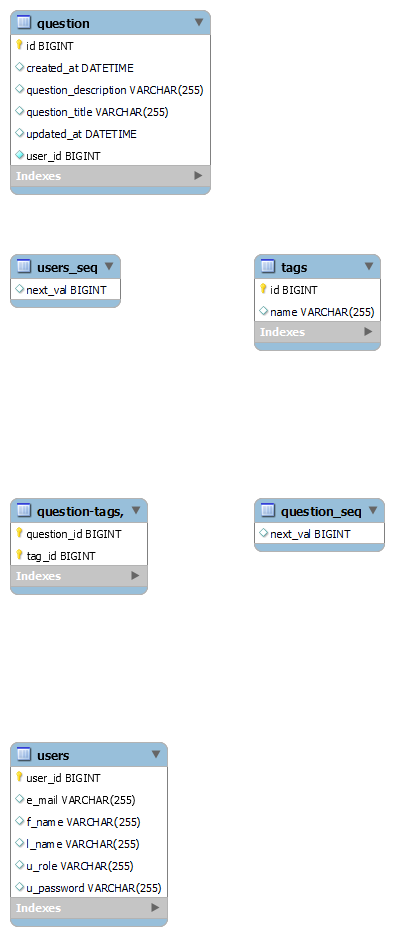 question
id BIGINT
created_at DATETIME
question_description VARCHAR(255)
question_title VARCHAR(255)
updated_at DATETIME
user_id BIGINT
Indexes
users_seq
next_val BIGINT
tags
id BIGINT
name VARCHAR(255)
Indexes
question-tags,
question_id BIGINT
tag_id BIGINT
Indexes
question_seq
next_val BIGINT
users
user_id BIGINT
e_mail VARCHAR(255)
f_name VARCHAR(255)
l_name VARCHAR(255)
u_role VARCHAR(255)
u_password VARCHAR(255)
Indexes